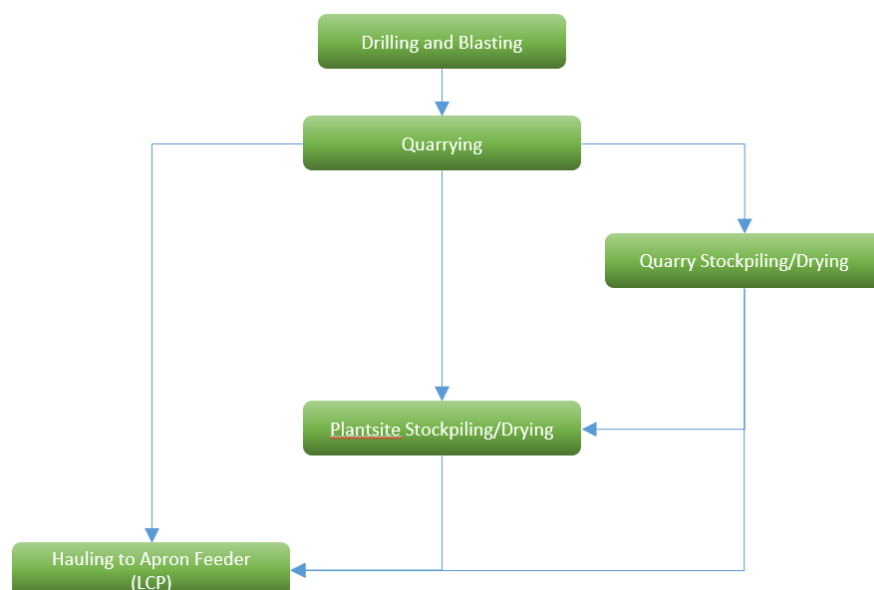 Drilling and Blasting
Quarrying
Quarry Stockpiling/Drying
Plantsite Stockpiling/Drying
Hauling to Apron Feeder
(LCP)